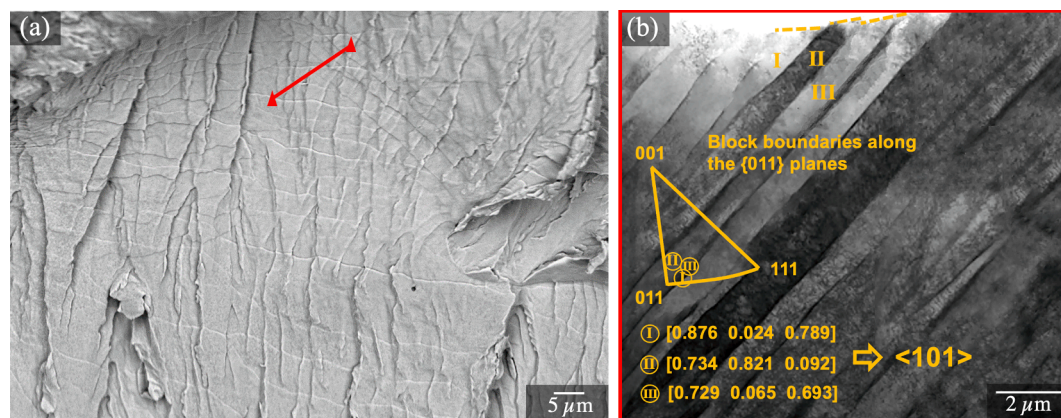 (a)
5 μm
(b)
I
II
III
Block boundaries along
the {011} planes
001
II
III
I
111
011
I [0.876 0.024 0.789]
II [0.734 0.821 0.092]
III [0.729 0.065 0.693]
⇨ <101>
2 μm